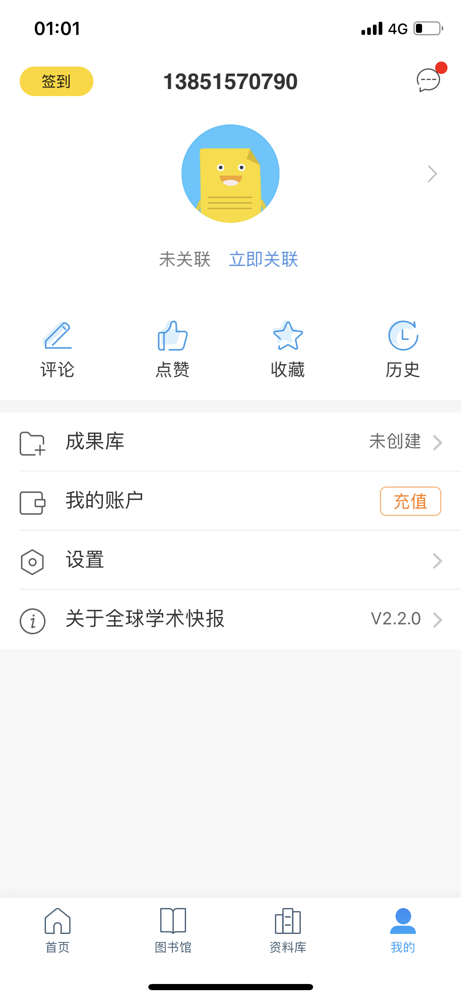 01:01
4G
签到
13851570790
未关联 立即关联
评论 点赞 收藏 历史
成果库 未创建
我的账户 充值
设置
关于全球学术快报 V2.2.0
首页 图书馆 资料库 我的